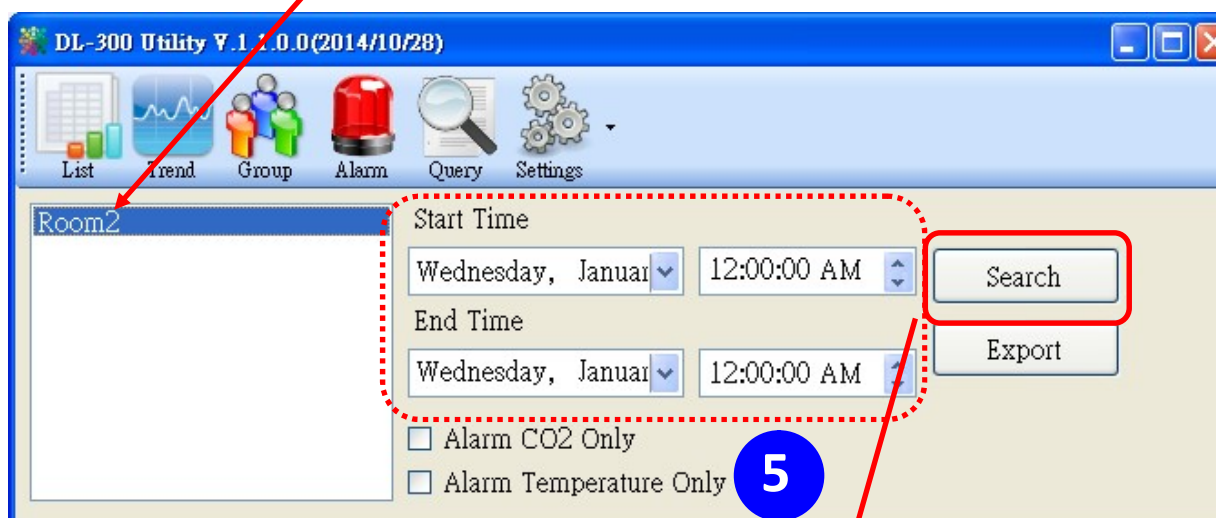 DL-300 Utility V.1.1.0.0(2014/10/28)
List Trend Group Alarm Query Settings
Room2
Start Time
Wednesday, Januar 12:00:00 AM
Search
End Time
Wednesday, Januar 12:00:00 AM
Export
Alarm CO2 Only
Alarm Temperature Only
5